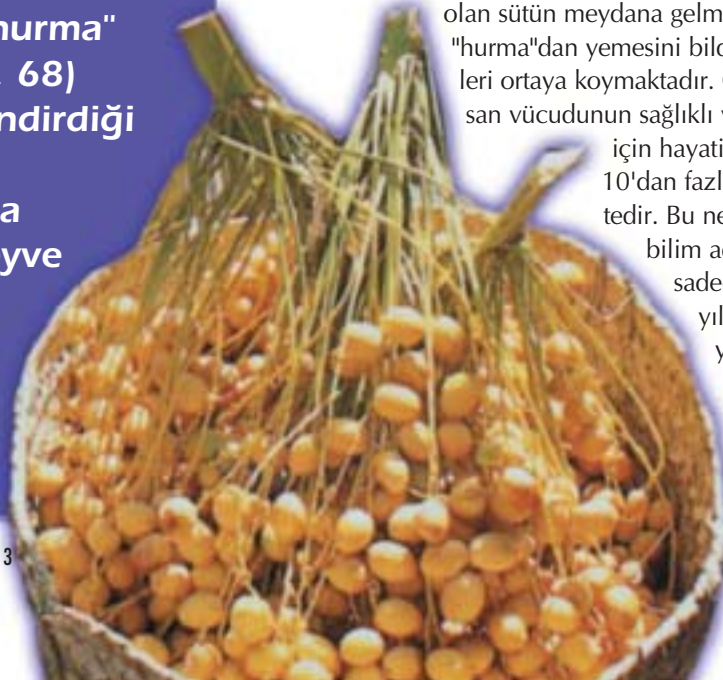 hurma"
68)
ndirdiği
a
yve
3
olan sütün meydana gelm
"hurma"dan yemesini bild
leri ortaya koymaktadır.
san vücudunun sağlıklı
için hayati
10'dan fazl
tedir. Bu ne
bilim a
sade
yıl
y